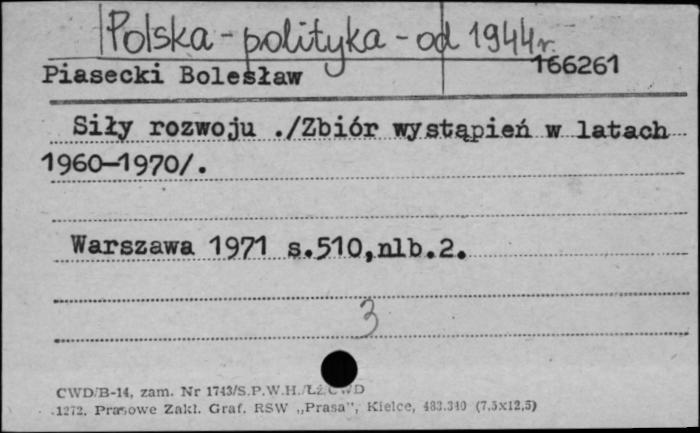 Polska - polityka - od 1944 r.
166261
Piasecki Bolesław
Siły rozwoju ./Zbiór wystąpień w latach
1960-1970/.
Warszawa 1971 s.510,nlb.2.
3
CWD/B-14, zam. Nr 1743/S.P.W.H.
1272. Prasowe Zakł. Graf. RSW „Prasa", Kielce, 483.340 (7,5x12,5)